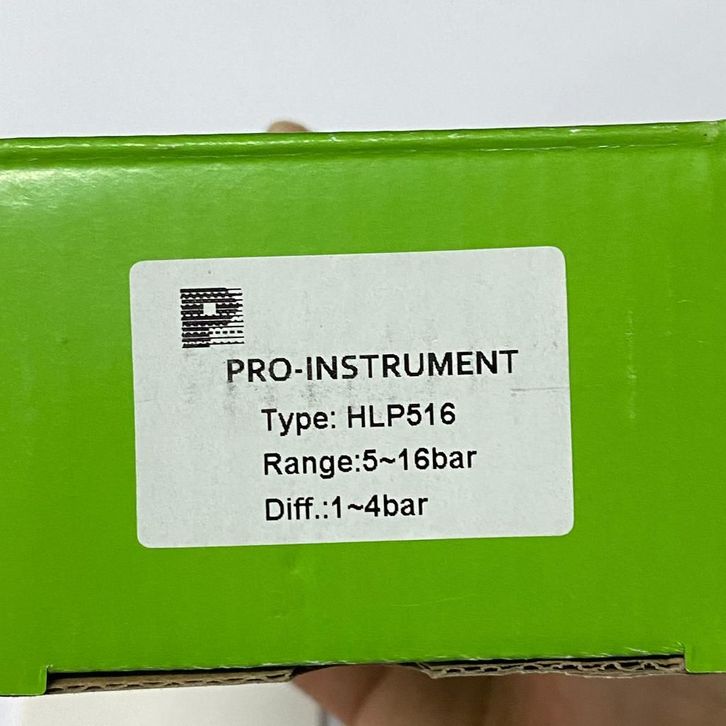 PRO-INSTRUMENT
Type: HLP516
Range:5~16bar
Diff.:1~4bar